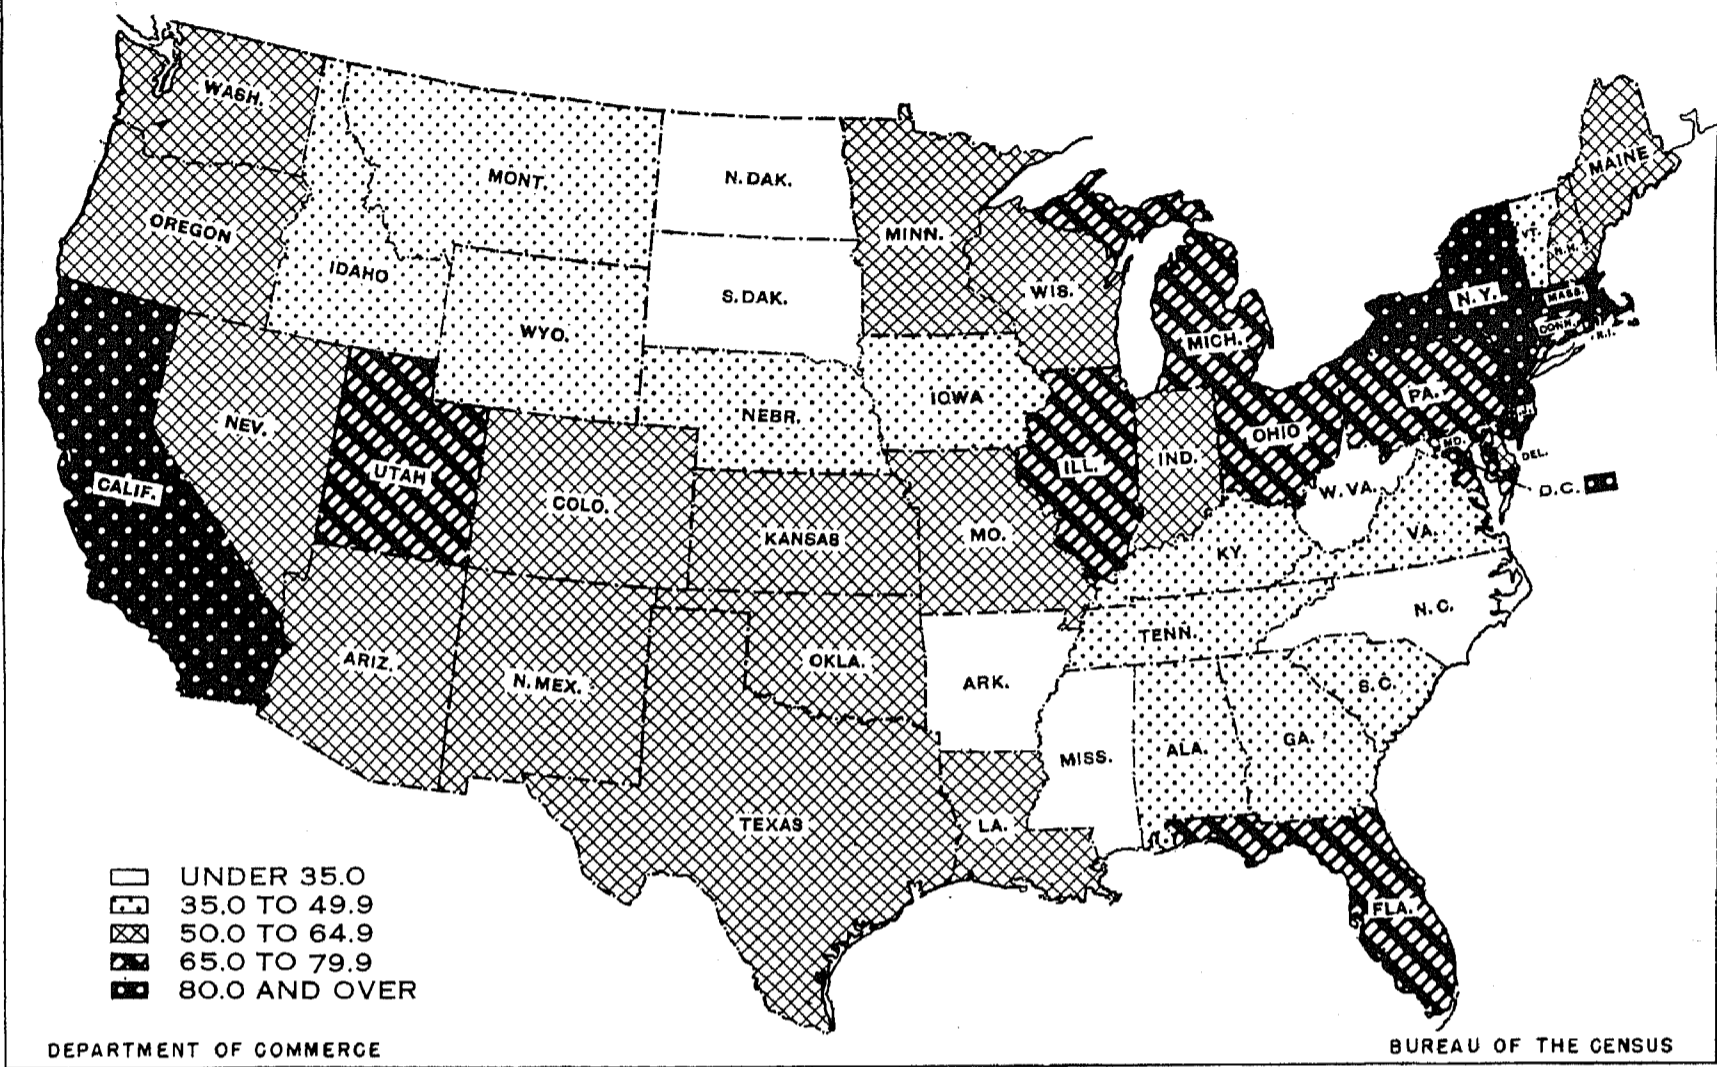 WASH.
MONT.
N. DAK.
MINN.
MAINE
OREGON
IDAHO
S. DAK.
WIS.
VT.
N.H.
WYO.
MICH.
N.Y.
MASS.
CONN.
R.I.
NEV.
UTAH
NEBR.
IOWA
PA.
N.J.
CALIF.
COLO.
KANSAS
MO.
ILL.
IND.
OHIO
MD.
DEL.
W. VA.
D.C.
KY.
VA.
ARIZ.
N. MEX.
OKLA.
ARK.
TENN.
N. C.
S. C.
TEXAS
LA.
MISS.
ALA.
GA.
FLA.
UNDER 35.0
35.0 TO 49.9
50.0 TO 64.9
65.0 TO 79.9
80.0 AND OVER
DEPARTMENT OF COMMERCE
BUREAU OF THE CENSUS